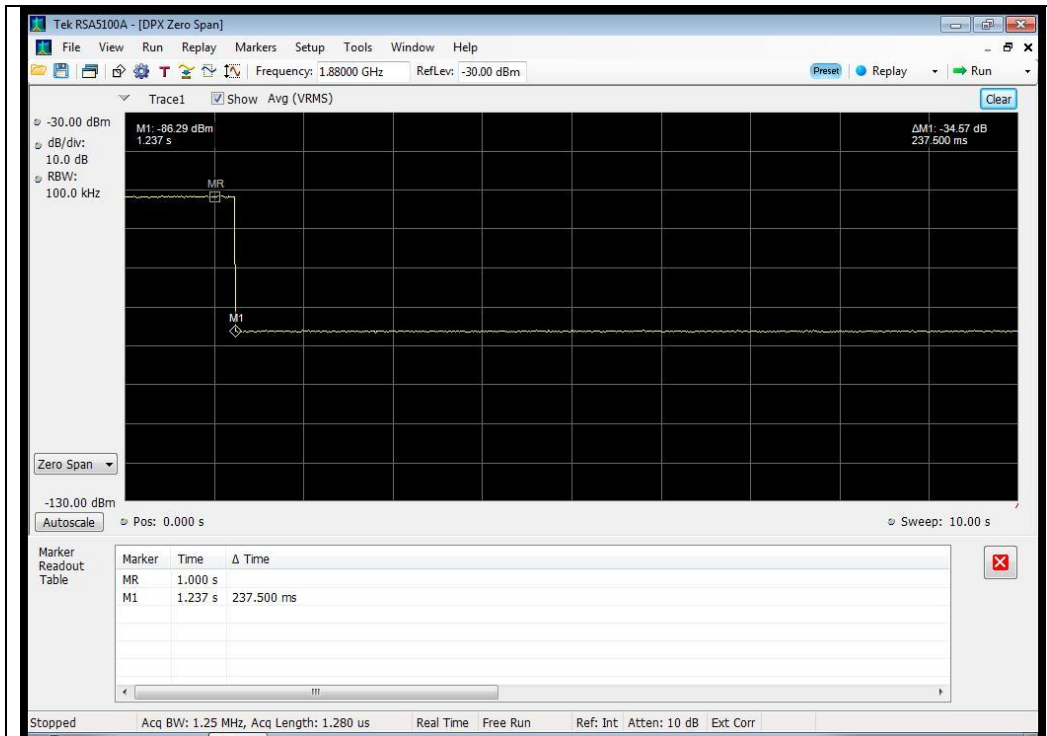 Tek RSA5100A - [DPX Zero Span]
File View Run Replay Markers Setup Tools Window Help
Frequency: 1.88000 GHz RefLev: -30.00 dBm Preset Replay Run
Trace1 Show Avg (VRMS) Clear
-30.00 dBm
dB/div:
10.0 dB
RBW:
100.0 kHz
M1: -86.29 dBm
1.237 s
ΔM1: -34.57 dB
237.500 ms
MR
M1
Zero Span
-130.00 dBm
Autoscale Pos: 0.000 s Sweep: 10.00 s
Marker
Readout
Table
Marker Time Δ Time
MR 1.000 s
M1 1.237 s 237.500 ms
Stopped Acq BW: 1.25 MHz, Acq Length: 1.280 us Real Time Free Run Ref: Int Atten: 10 dB Ext Corr